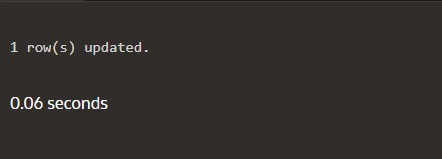 1 row(s) updated.
0.06 seconds